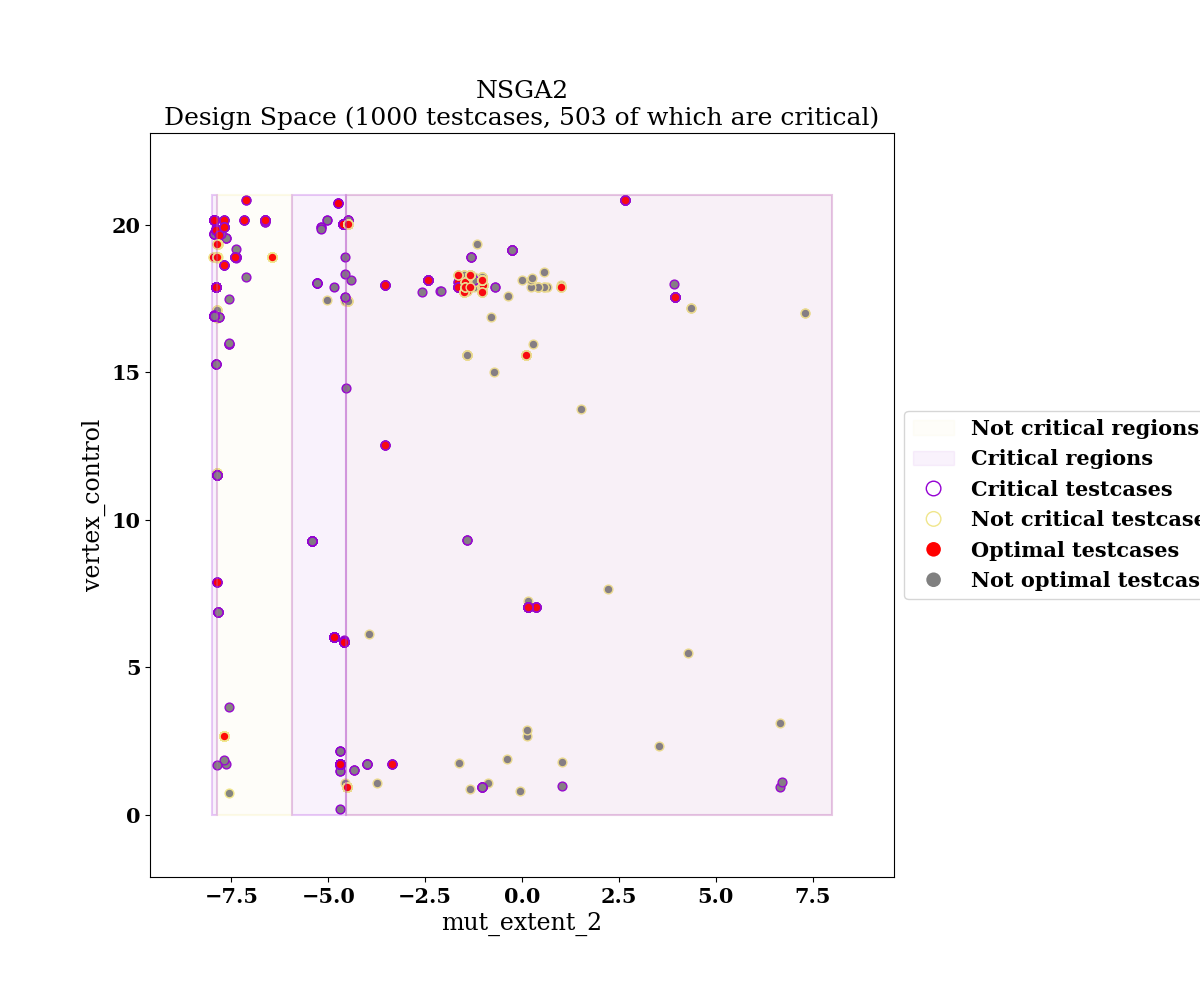 NSGA2
Design Space (1000 testcases, 503 of which are critical)
20
15
10
5
0
vertex_control
−7.5 −5.0 −2.5 0.0 2.5 5.0 7.5
mut_extent_2
Not critical regions
Critical regions
Critical testcases
Not critical testcase
Optimal testcases
Not optimal testcas